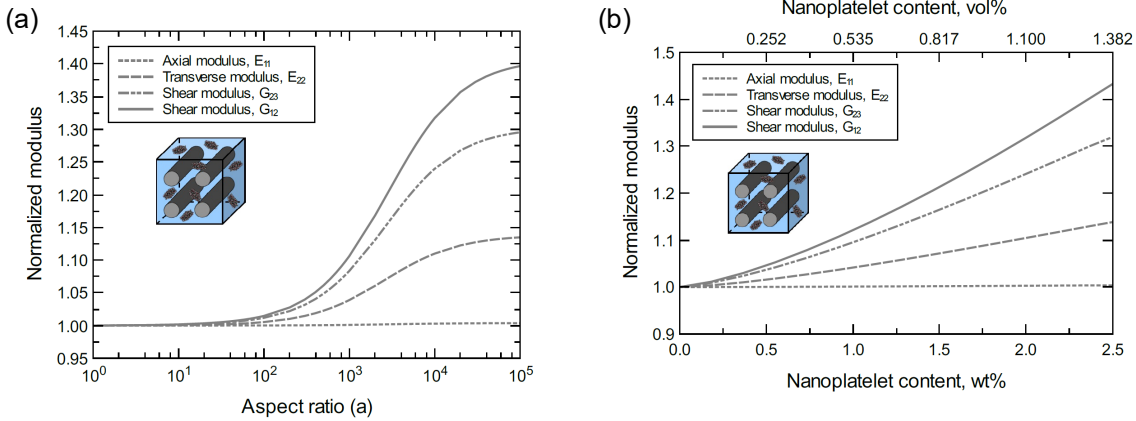 (a)
1.45
1.40
1.35
1.30
1.25
1.20
1.15
1.10
1.05
1.00
0.95
Normalized modulus
Axial modulus, E11
Transverse modulus, E22
Shear modulus, G23
Shear modulus, G12
10^0 10^1 10^2 10^3 10^4 10^5
Aspect ratio (a)
(b)
Nanoplatelet content, vol%
0.252 0.535 0.817 1.100 1.382
1.5
1.4
1.3
1.2
1.1
1.0
0.9
Normalized modulus
Axial modulus, E11
Transverse modulus, E22
Shear modulus, G23
Shear modulus, G12
0.0 0.5 1.0 1.5 2.0 2.5
Nanoplatelet content, wt%